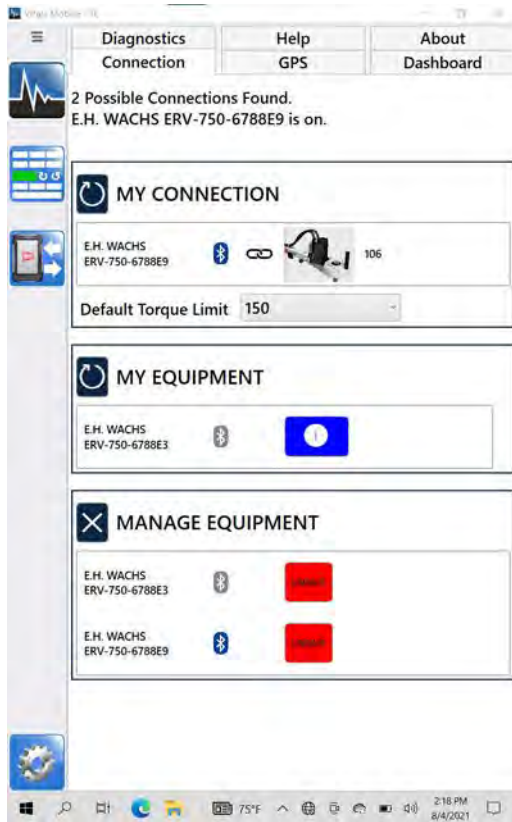 Diagnostics Help About
Connection GPS Dashboard
2 Possible Connections Found.
E.H. WACHS ERV-750-6788E9 is on.
MY CONNECTION
E.H. WACHS
ERV-750-6788E9
106
Default Torque Limit 150
MY EQUIPMENT
E.H. WACHS
ERV-750-6788E3
MANAGE EQUIPMENT
E.H. WACHS
ERV-750-6788E3
E.H. WACHS
ERV-750-6788E9
75°F
2:18 PM
8/4/2021